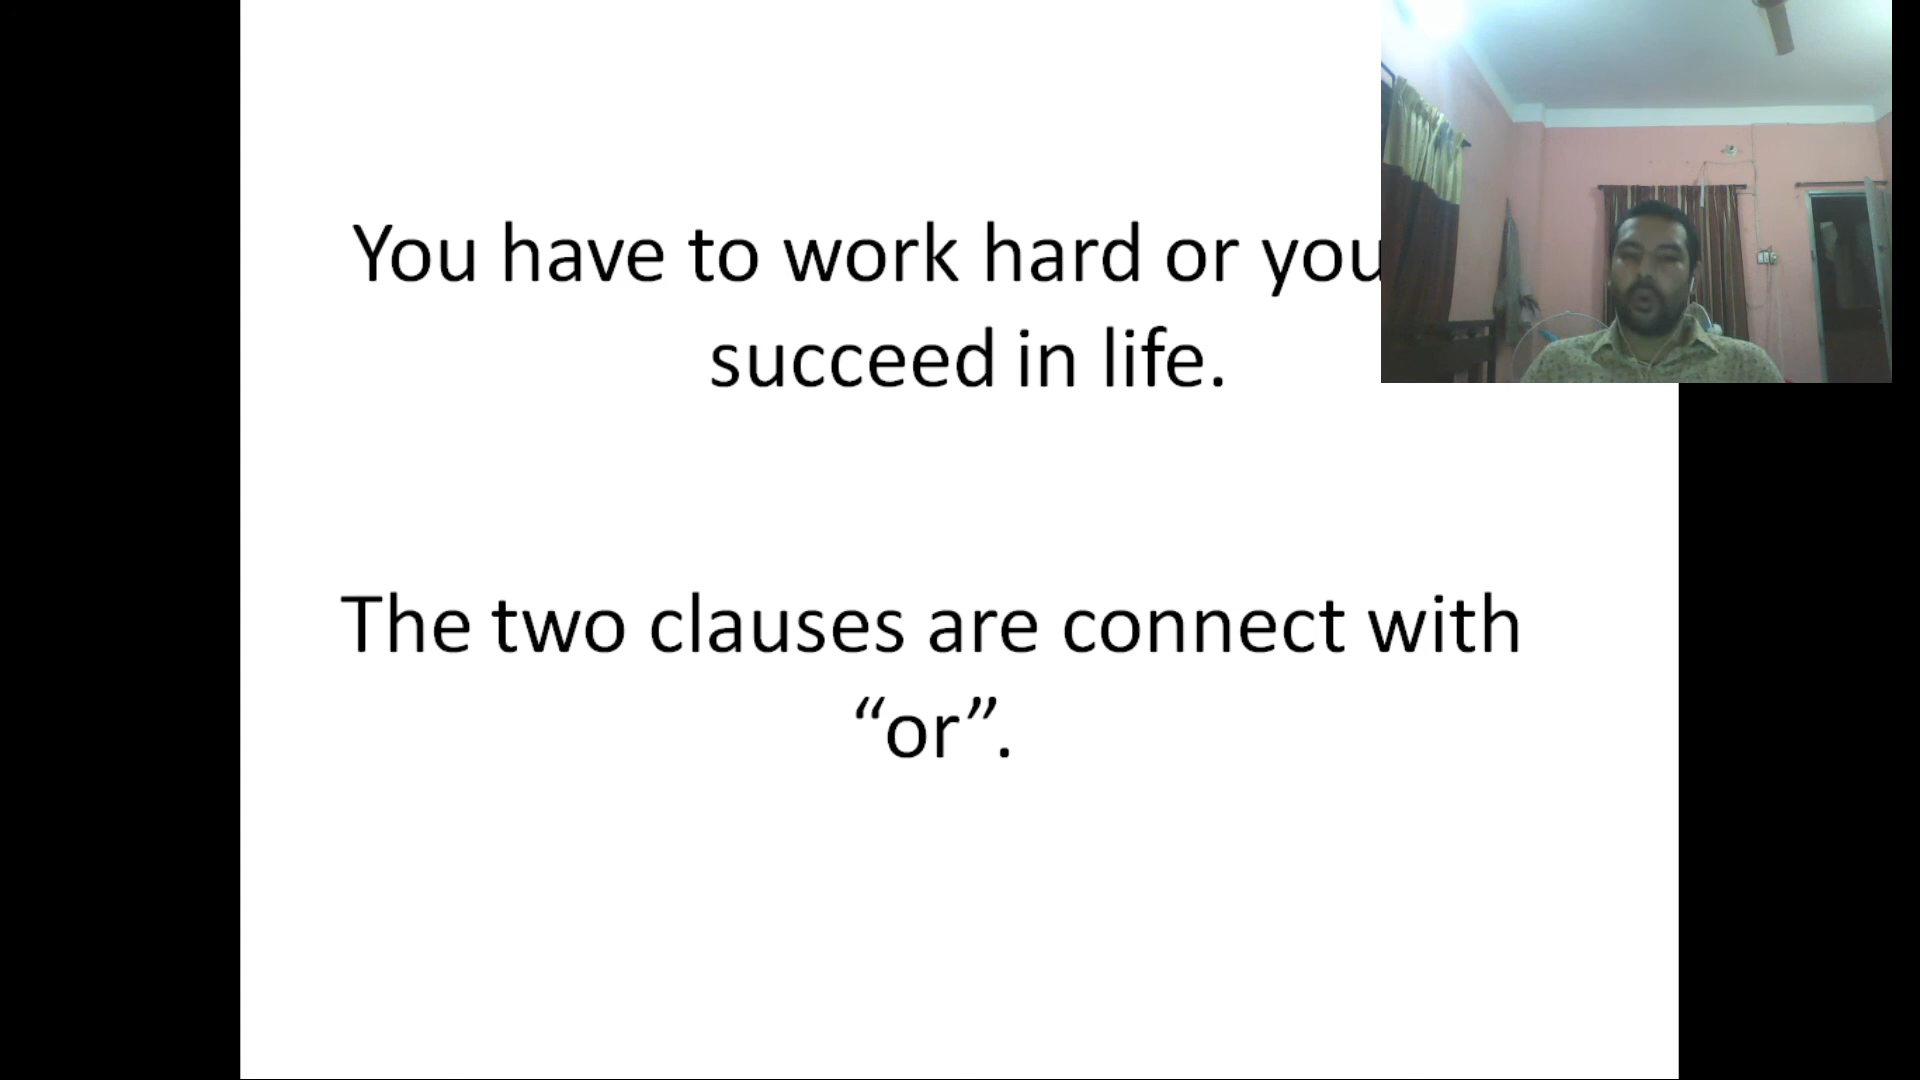 You have to work hard or you
succeed in life.
The two clauses are connect with
“or”.